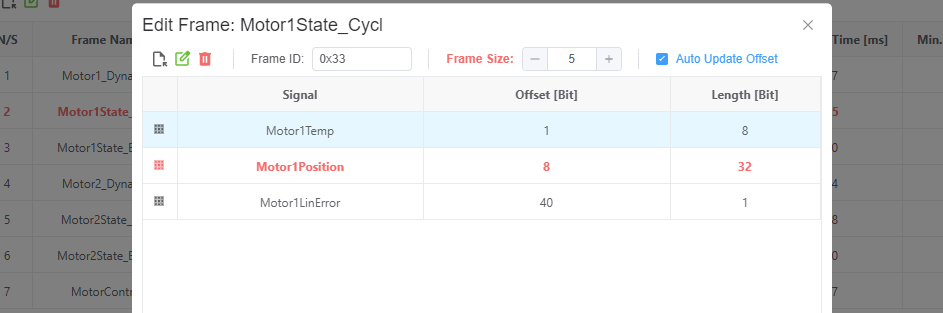 Edit Frame: Motor1State_Cycl
Frame ID: 0x33 Frame Size: 5 Auto Update Offset
Signal Offset [Bit] Length [Bit]
Motor1Temp 1 8
Motor1Position 8 32
Motor1LinError 40 1
N/S Frame Nam Time [ms] Min.
1 Motor1_Dyna 7
2 Motor1State_ 5
3 Motor1State_E 0
4 Motor2_Dyna 4
5 Motor2State_ 8
6 Motor2State_E 0
7 MotorContr 7